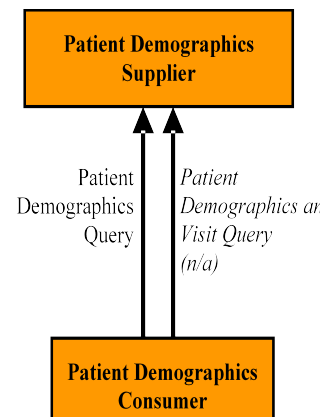 Patient Demographics
Supplier
Patient
Demographics
Query
Patient
Demographics an
Visit Query
(n/a)
Patient Demographics
Consumer